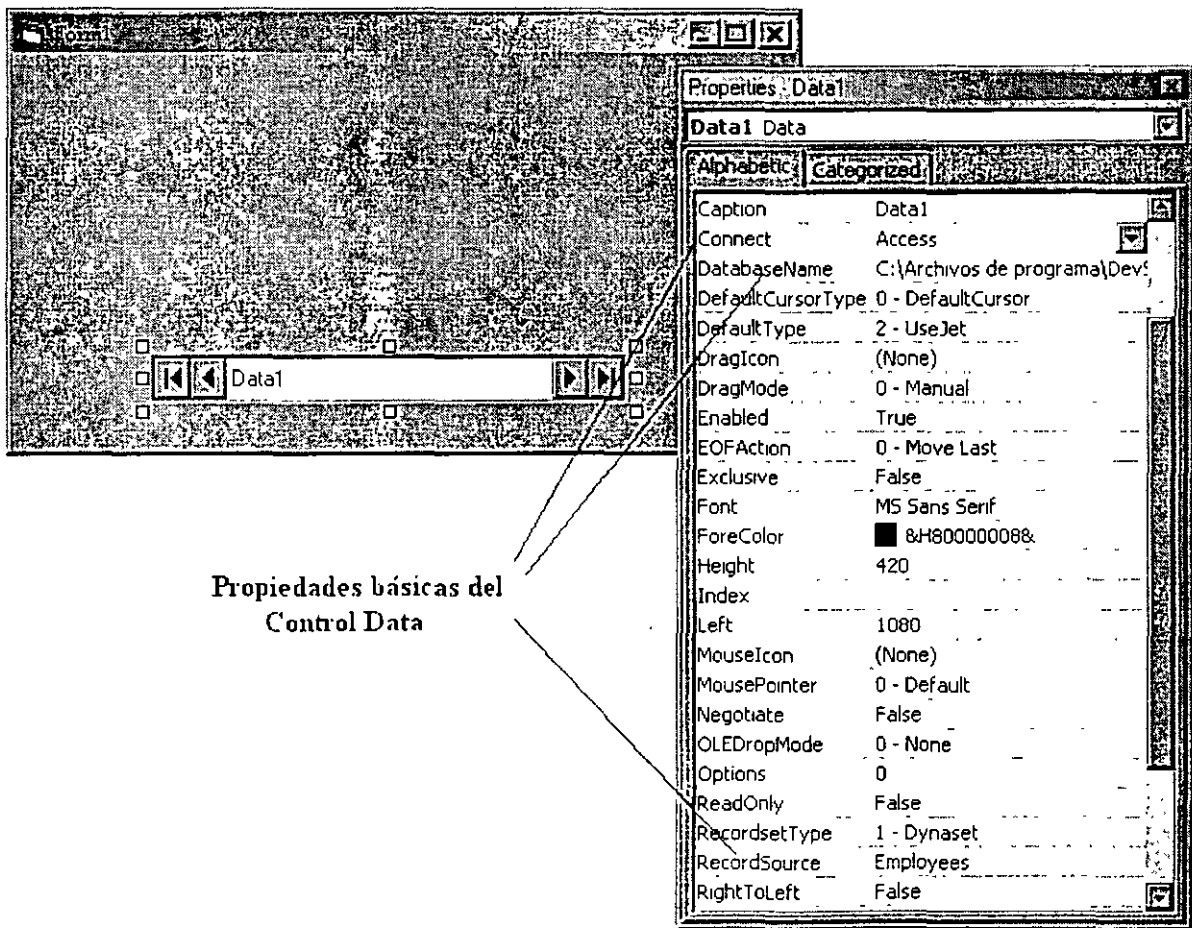 Form1
Properties - Data1
Data1 Data
Alphabetic Categorized
Caption Data1
Connect Access
DatabaseName C:\Archivos de programa\DevS
DefaultCursorType 0 - DefaultCursor
DefaultType 2 - UseJet
DragIcon (None)
DragMode 0 - Manual
Enabled True
EOFAction 0 - Move Last
Exclusive False
Font MS Sans Serif
ForeColor &H80000008&
Height 420
Index
Left 1080
MouseIcon (None)
MousePointer 0 - Default
Negotiate False
OLEDropMode 0 - None
Options 0
ReadOnly False
RecordsetType 1 - Dynaset
RecordSource Employees
RightToLeft False
Data1
Propiedades básicas del
Control Data